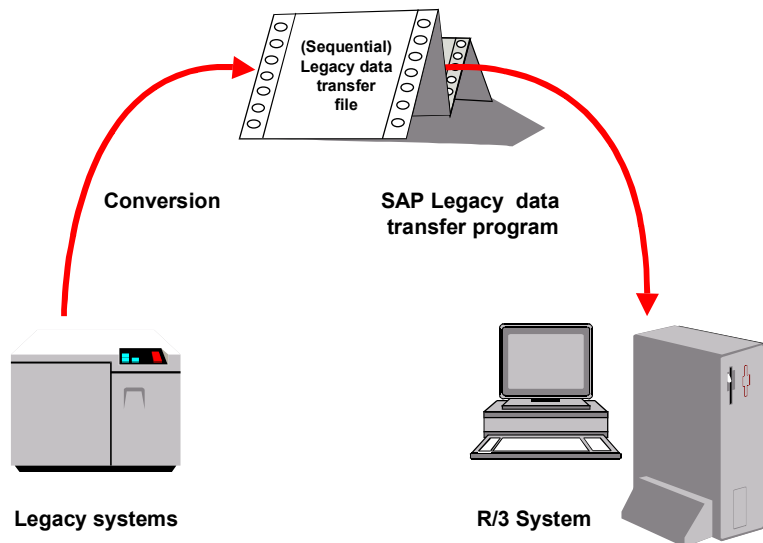 (Sequential)
Legacy data
transfer
file
Conversion
SAP Legacy data
transfer program
Legacy systems
R/3 System